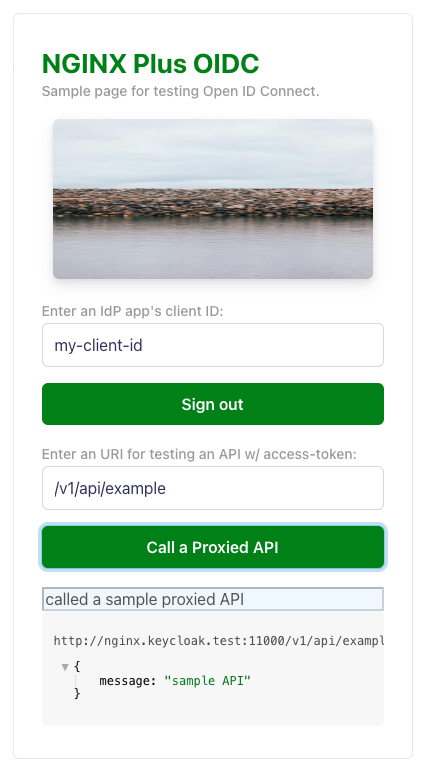 NGINX Plus OIDC
Sample page for testing Open ID Connect.
Enter an IdP app's client ID:
my-client-id
Sign out
Enter an URI for testing an API w/ access-token:
/v1/api/example
Call a Proxied API
called a sample proxied API
http://nginx.keycloak.test:11000/v1/api/exampl
{
message: "sample API"
}